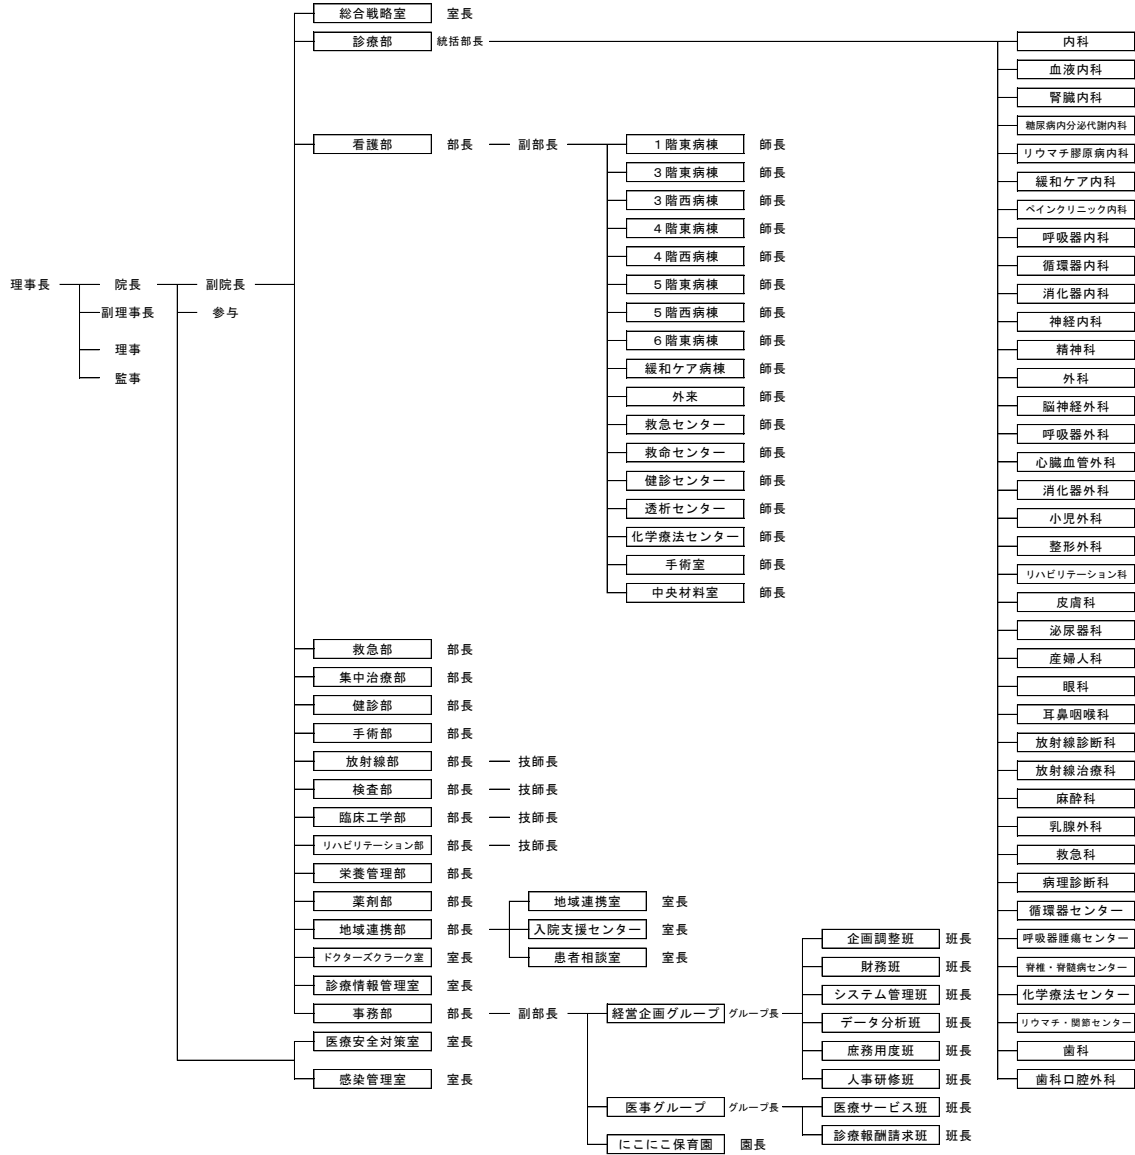 総合戦略室 室長
診療部 統括部長 内科
血液内科
腎臓内科
糖尿病内分泌代謝内科
看護部 部長 副部長 1階東病棟 師長
リウマチ膠原病内科
3階東病棟 師長
緩和ケア内科
3階西病棟 師長
ペインクリニック内科
4階東病棟 師長
呼吸器内科
4階西病棟 師長
循環器内科
理事長 院長 副院長 5階東病棟 師長
消化器内科
副理事長 参与 5階西病棟 師長
神経内科
6階東病棟 師長
理事 精神科
緩和ケア病棟 師長
監事 外科
外来 師長
脳神経外科
救急センター 師長
呼吸器外科
救命センター 師長
心臓血管外科
健診センター 師長
消化器外科
透析センター 師長
小児外科
化学療法センター 師長
整形外科
手術室 師長
リハビリテーション科
中央材料室 師長
皮膚科
泌尿器科
救急部 部長
産婦人科
集中治療部 部長
眼科
健診部 部長
耳鼻咽喉科
手術部 部長
放射線診断科
放射線部 部長 技師長
放射線治療科
検査部 部長 技師長
麻酔科
臨床工学部 部長 技師長
乳腺外科
リハビリテーション部 部長 技師長
救急科
栄養管理部 部長
病理診断科
薬剤部 部長 地域連携室 室長
循環器センター
地域連携部 部長 入院支援センター 室長
企画調整班 班長 呼吸器腫瘍センター
ドクターズクラーク室 室長 患者相談室 室長
財務班 班長 脊椎・脊髄病センター
診療情報管理室 室長
システム管理班 班長 化学療法センター
事務部 部長 副部長 経営企画グループ グループ長
データ分析班 班長 リウマチ・関節センター
医療安全対策室 室長
庶務用度班 班長 歯科
感染管理室 室長 人事研修班 班長 歯科口腔外科
医事グループ グループ長 医療サービス班 班長
診療報酬請求班 班長
にこにこ保育園 園長